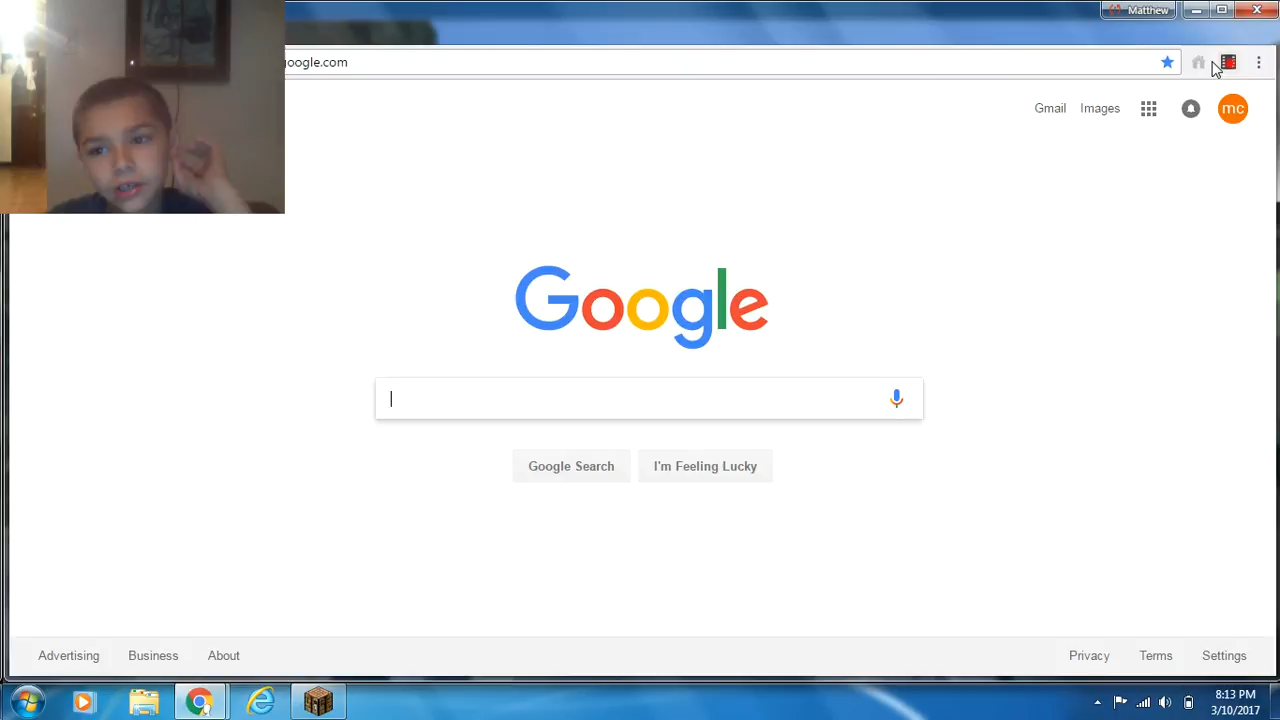 Matthew
google.com
Gmail Images mc
Google
Google Search I'm Feeling Lucky
Advertising Business About Privacy Terms Settings
8:13 PM
3/10/2017